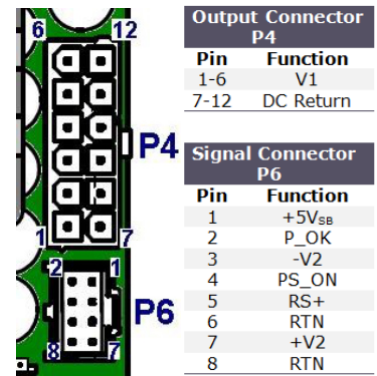 6 12
P4
1 7
2 1
P6
8 7
Output Connector
P4
Pin Function
1-6 V1
7-12 DC Return
Signal Connector
P6
Pin Function
1 +5VSB
2 P_OK
3 -V2
4 PS_ON
5 RS+
6 RTN
7 +V2
8 RTN